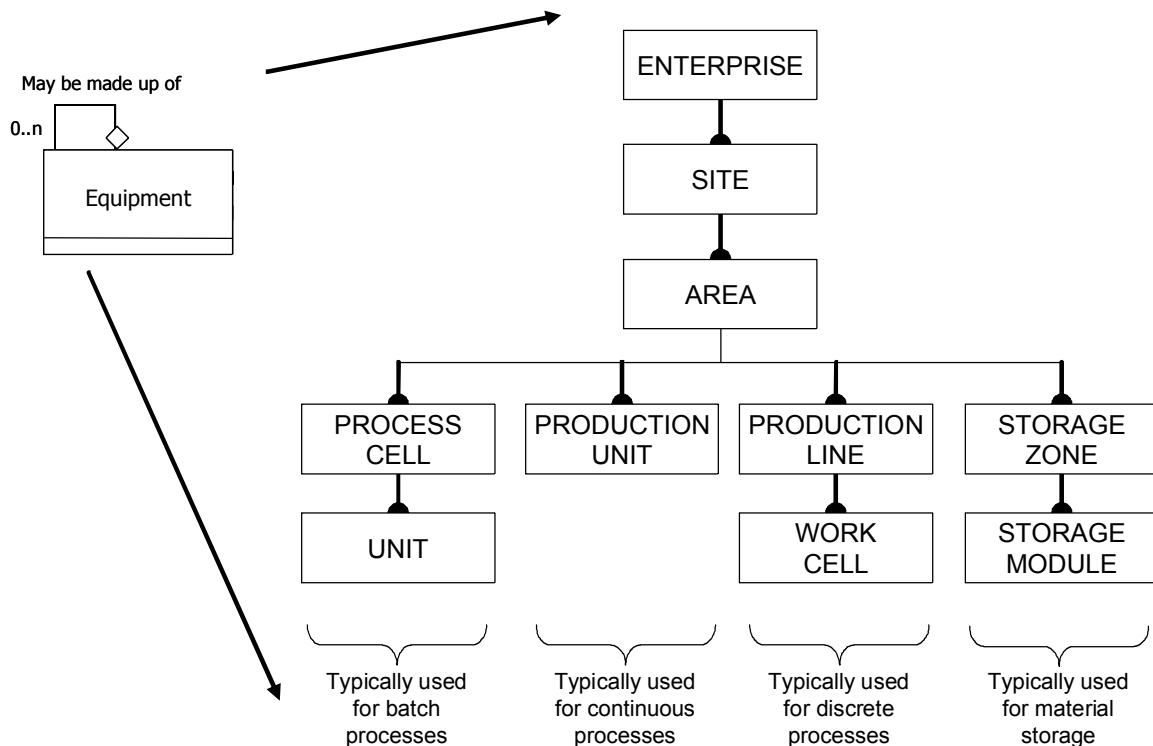 May be made up of
0..n
Equipment
ENTERPRISE
SITE
AREA
PROCESS
CELL
PRODUCTION
UNIT
PRODUCTION
LINE
STORAGE
ZONE
UNIT
WORK
CELL
STORAGE
MODULE
Typically used
for batch
processes
Typically used
for continuous
processes
Typically used
for discrete
processes
Typically used
for material
storage